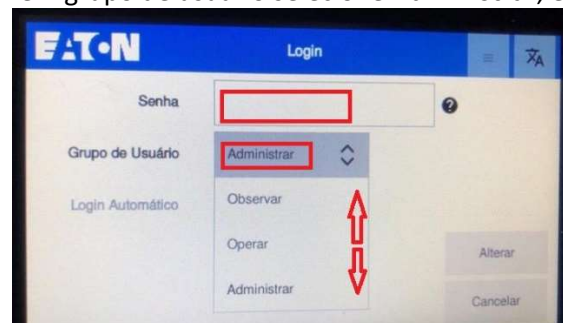 EATON
Login
Senha
Grupo de Usuário
Administrar
Login Automático
Observar
Operar
Administrar
Alterar
Cancelar